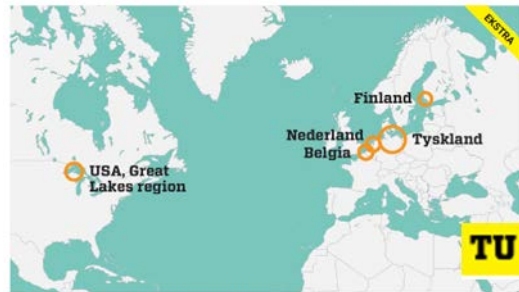 EKSTRA
Finland
Nederland
Belgia
Tyskland
USA, Great
Lakes region
TU